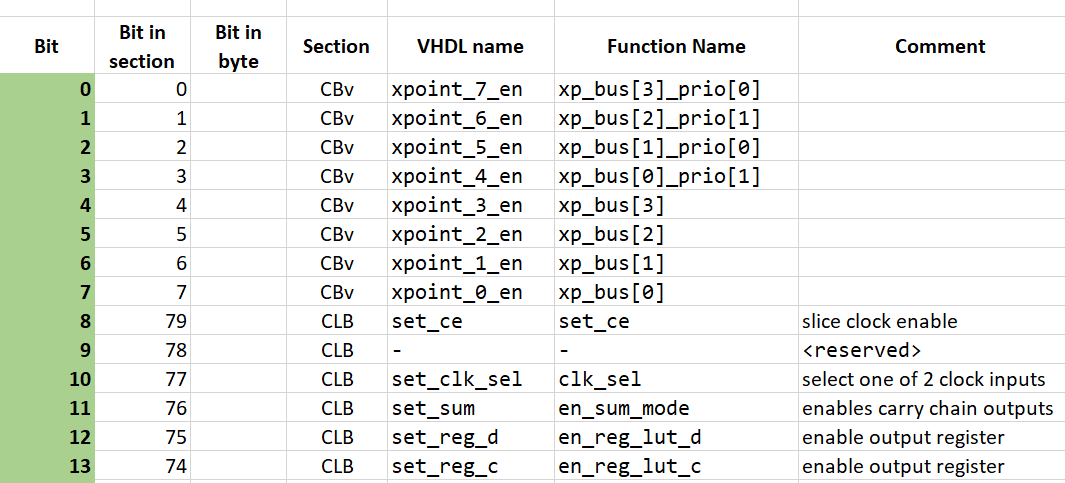 Bit Bit in section Bit in byte Section VHDL name Function Name Comment
0 0 CBv xpoint_7_en xp_bus[3]_prio[0]
1 1 CBv xpoint_6_en xp_bus[2]_prio[1]
2 2 CBv xpoint_5_en xp_bus[1]_prio[0]
3 3 CBv xpoint_4_en xp_bus[0]_prio[1]
4 4 CBv xpoint_3_en xp_bus[3]
5 5 CBv xpoint_2_en xp_bus[2]
6 6 CBv xpoint_1_en xp_bus[1]
7 7 CBv xpoint_0_en xp_bus[0]
8 79 CLB set_ce set_ce slice clock enable
9 78 CLB - - <reserved>
10 77 CLB set_clk_sel clk_sel select one of 2 clock inputs
11 76 CLB set_sum en_sum_mode enables carry chain outputs
12 75 CLB set_reg_d en_reg_lut_d enable output register
13 74 CLB set_reg_c en_reg_lut_c enable output register